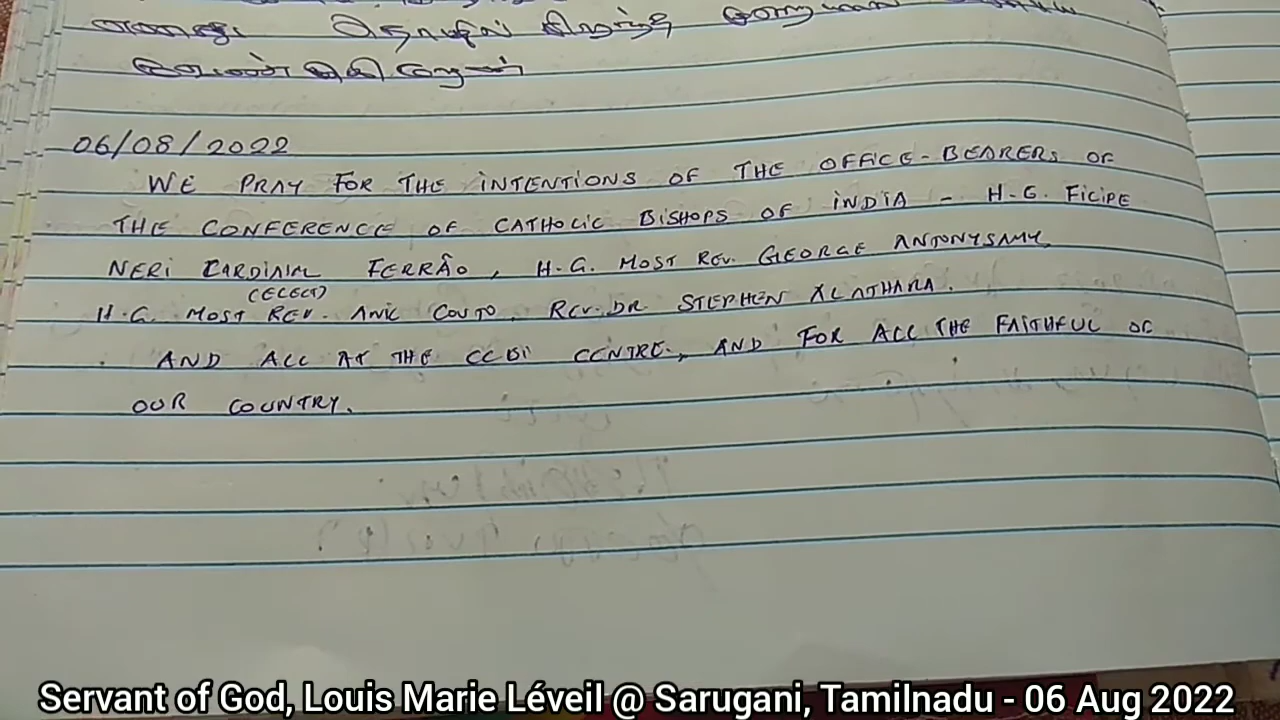 06/08/2022
WE PRAY FOR THE INTENTIONS OF THE OFFICE-BEARERS OF
THE CONFERENCE OF CATHOLIC BISHOPS OF INDIA - H.G. FILIPE
NERI CARDINAL FERRÃO, H.G. MOST REV. GEORGE ANTONYSAMY,
(ELECT)
H.G. MOST REV. ANIL COUTO, REV. DR. STEPHEN ALATHARA.
AND ALL AT THE CCBI CENTRE, AND FOR ALL THE FAITHFUL OF
OUR COUNTRY.
Servant of God, Louis Marie Léveil @ Sarugani, Tamilnadu - 06 Aug 2022